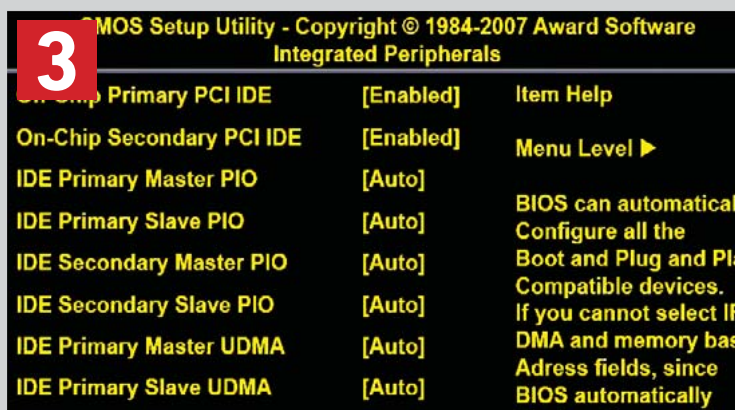 3
CMOS Setup Utility - Copyright © 1984-2007 Award Software
Integrated Peripherals
On-Chip Primary PCI IDE [Enabled]
On-Chip Secondary PCI IDE [Enabled]
IDE Primary Master PIO [Auto]
IDE Primary Slave PIO [Auto]
IDE Secondary Master PIO [Auto]
IDE Secondary Slave PIO [Auto]
IDE Primary Master UDMA [Auto]
IDE Primary Slave UDMA [Auto]
Item Help
Menu Level ▶
BIOS can
Configure all the
Boot and Plug and
Compatible devices.
If you cannot select
DMA and memory
Adress fields, since
BIOS automatically